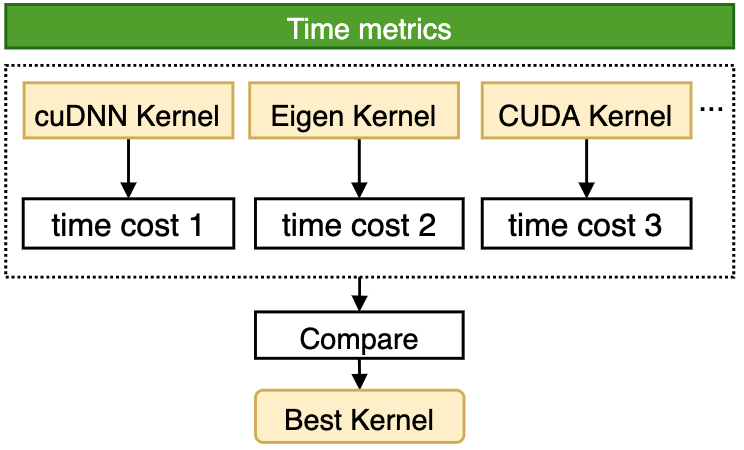 Time metrics
cuDNN Kernel Eigen Kernel CUDA Kernel ...
time cost 1 time cost 2 time cost 3
Compare
Best Kernel